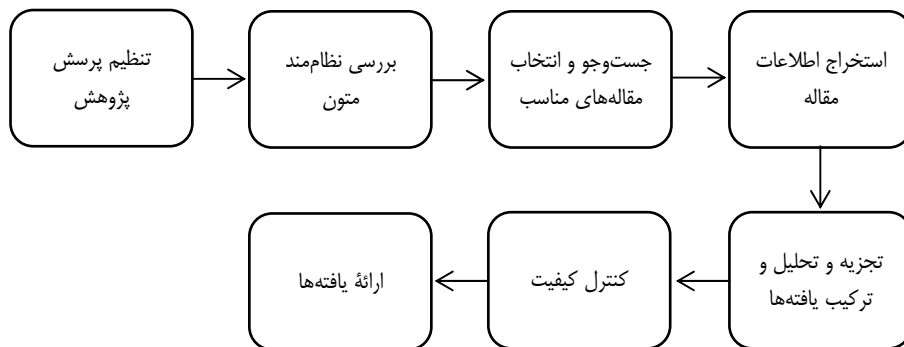 تنظیم پرسش
پژوهش
بررسی نظام‌مند
متون
جست‌وجو و انتخاب
مقاله‌های مناسب
استخراج اطلاعات
مقاله
تجزیه و تحلیل و
ترکیب یافته‌ها
کنترل کیفیت
ارائۀ یافته‌ها